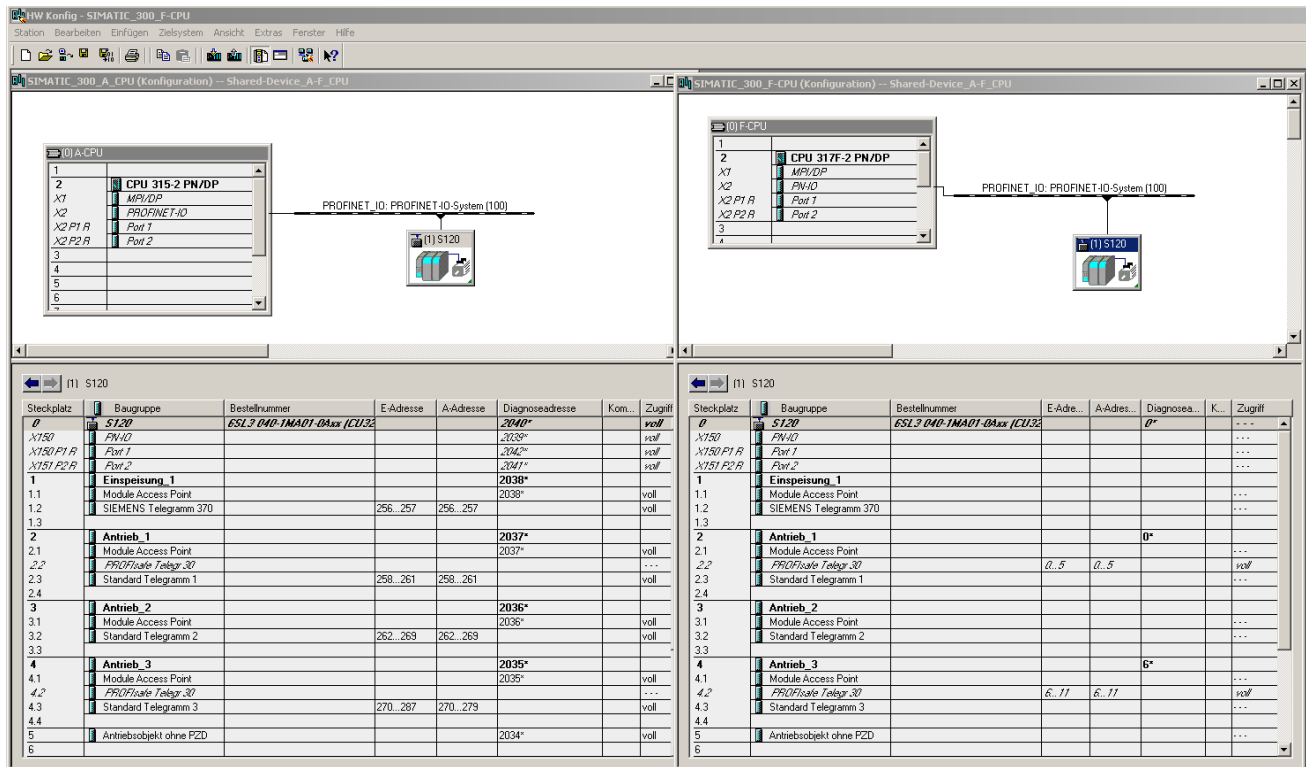 HW Konfig - SIMATIC_300_F-CPU
Station Bearbeiten Einfügen Zielsystem Ansicht Extras Fenster Hilfe
SIMATIC_300_A_CPU (Konfiguration) -- Shared-Device_A-F_CPU
(0) A-CPU
1
2 CPU 315-2 PN/DP
X1 MPI/DP
X2 PROFINET-IO
X2 P1 R Port 1
X2 P2 R Port 2
3
4
5
6
PROFINET_IO: PROFINET-IO-System (100)
(1) S120
SIMATIC_300_F-CPU (Konfiguration) -- Shared-Device_A-F_CPU
(0) F-CPU
1
2 CPU 317F-2 PN/DP
X1 MPI/DP
X2 PN-IO
X2 P1 R Port 1
X2 P2 R Port 2
3
PROFINET_IO: PROFINET-IO-System (100)
(1) S120
(1) S120
Steckplatz Baugruppe Bestellnummer E-Adresse A-Adresse Diagnoseadresse Kom... Zugriff
0 S120 6SL3 040-1MA01-0Axx (CU32 2040* voll
X150 PN-IO 2039* voll
X150 P1 R Port 1 2042* voll
X151 P2 R Port 2 2041* voll
1 Einspeisung_1 2038*
1.1 Module Access Point 2038* voll
1.2 SIEMENS Telegramm 370 256...257 256...257 voll
1.3
2 Antrieb_1 2037*
2.1 Module Access Point 2037* voll
2.2 PROFIsafe Telegr 30 - - -
2.3 Standard Telegramm 1 258...261 258...261 voll
2.4
3 Antrieb_2 2036*
3.1 Module Access Point 2036* voll
3.2 Standard Telegramm 2 262...269 262...269 voll
3.3
4 Antrieb_3 2035*
4.1 Module Access Point 2035* voll
4.2 PROFIsafe Telegr 30 - - -
4.3 Standard Telegramm 3 270...287 270...279 voll
4.4
5 Antriebsobjekt ohne PZD 2034* voll
6
(1) S120
Steckplatz Baugruppe Bestellnummer E-Adre... A-Adres... Diagnosea... K... Zugriff
0 S120 6SL3 040-1MA01-0Axx (CU32 0* - - -
X150 PN-IO - - -
X150 P1 R Port 1 - - -
X151 P2 R Port 2 - - -
1 Einspeisung_1
1.1 Module Access Point - - -
1.2 SIEMENS Telegramm 370 - - -
1.3
2 Antrieb_1 0*
2.1 Module Access Point - - -
2.2 PROFIsafe Telegr 30 0...5 0...5 voll
2.3 Standard Telegramm 1 - - -
2.4
3 Antrieb_2
3.1 Module Access Point - - -
3.2 Standard Telegramm 2 - - -
3.3
4 Antrieb_3 6*
4.1 Module Access Point - - -
4.2 PROFIsafe Telegr 30 6...11 6...11 voll
4.3 Standard Telegramm 3 - - -
4.4
5 Antriebsobjekt ohne PZD - - -
6